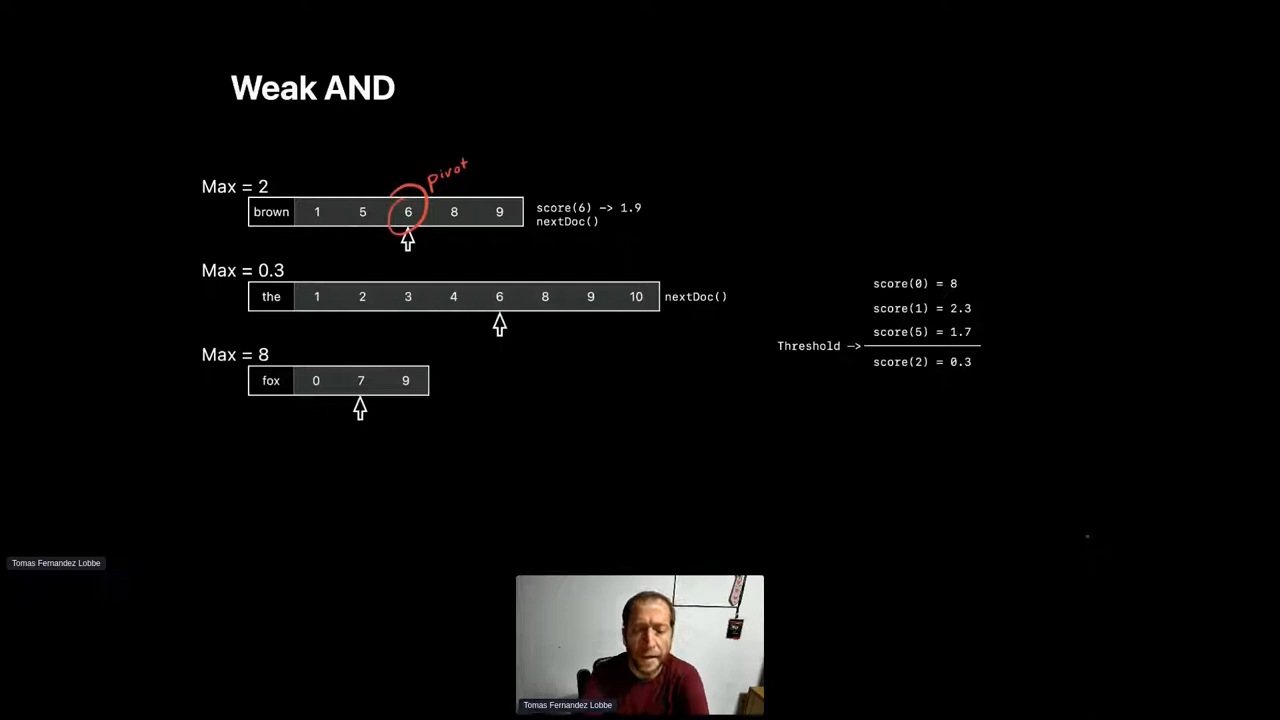 Weak AND
pivot
Max = 2
brown 1 5 6 8 9
score(6) -> 1.9
nextDoc()
Max = 0.3
the 1 2 3 4 6 8 9 10
nextDoc()
Max = 8
fox 0 7 9
score(0) = 8
score(1) = 2.3
score(5) = 1.7
Threshold ->
score(2) = 0.3
Tomas Fernandez Lobbe
Tomas Fernandez Lobbe